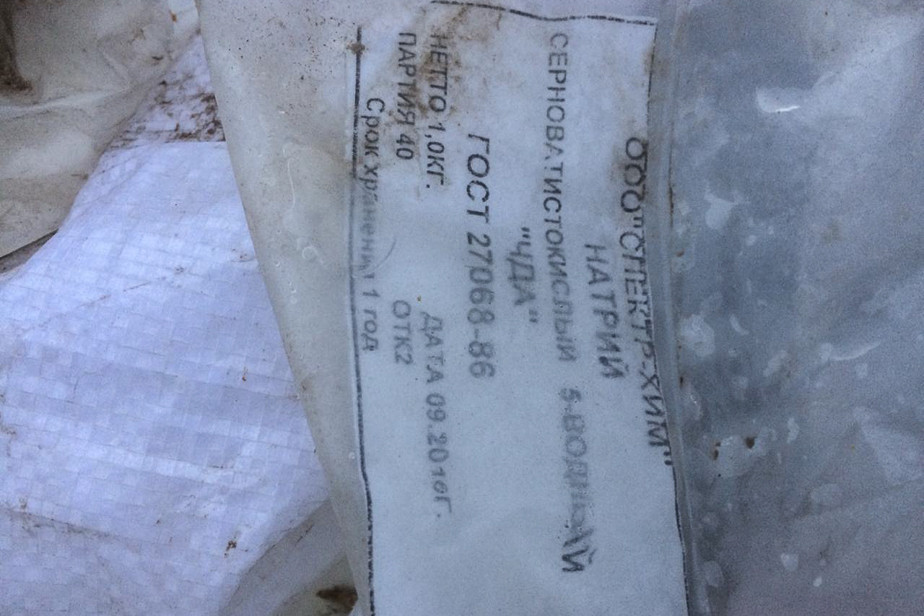 ООО "СПЕКТР-ХИМ"
НАТРИЙ
СЕРНОВАТИСТОКИСЛЫЙ 5-ВОДНЫЙ
"ЧДА"
ГОСТ 27068-86
НЕТТО 1,0КГ. ДАТА 09.2016Г.
ПАРТИЯ 40 ОТК2
Срок хранения 1 год